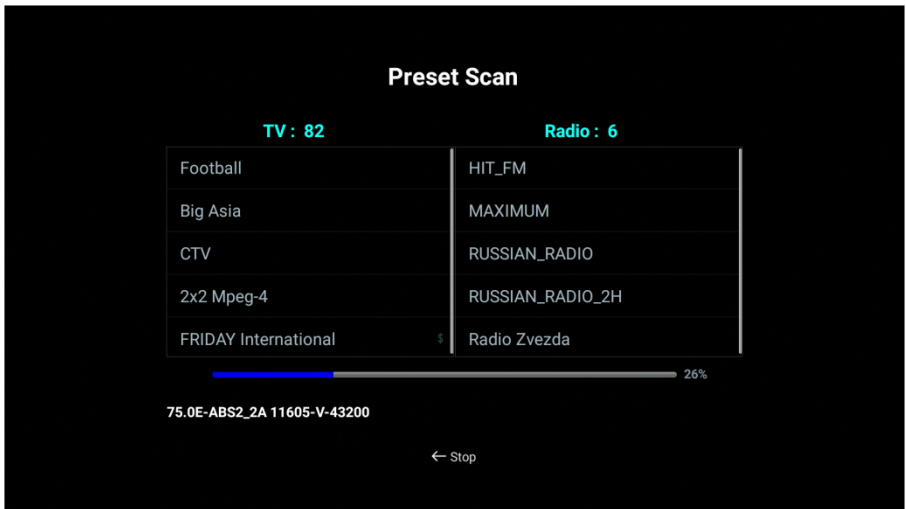 Preset Scan
TV : 82
Radio : 6
Football
HIT_FM
Big Asia
MAXIMUM
CTV
RUSSIAN_RADIO
2x2 Mpeg-4
RUSSIAN_RADIO_2H
FRIDAY International $
Radio Zvezda
26%
75.0E-ABS2_2A 11605-V-43200
← Stop